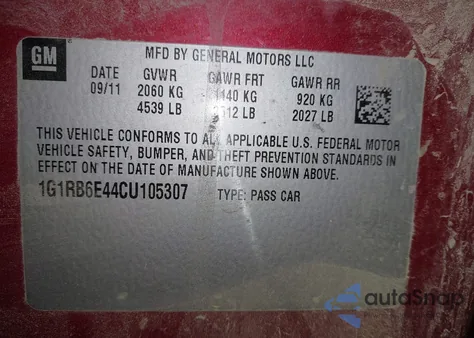 GM
MFD BY GENERAL MOTORS LLC
DATE GVWR GAWR FRT GAWR RR
09/11 2060 KG 1140 KG 920 KG
4539 LB 2512 LB 2027 LB
THIS VEHICLE CONFORMS TO ALL APPLICABLE U.S. FEDERAL MOTOR
VEHICLE SAFETY, BUMPER, AND THEFT PREVENTION STANDARDS IN
EFFECT ON THE DATE OF MANUFACTURE SHOWN ABOVE.
1G1RB6E44CU105307 TYPE: PASS CAR
autoSnap